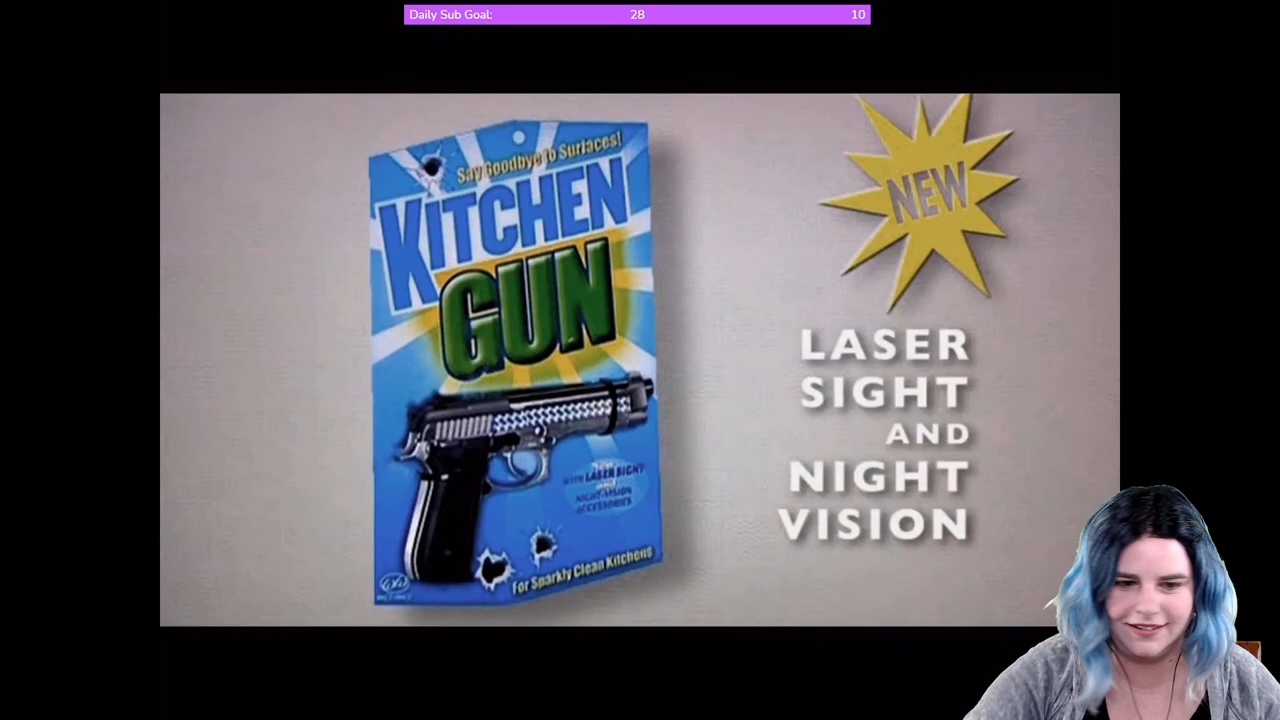 Daily Sub Goal: 28 10
Say Goodbye to Surfaces!
KITCHEN
GUN
WITH LASER SIGHT
NIGHT-VISION
ACCESSORIES
For Sparkly Clean Kitchens
NEW
LASER
SIGHT
AND
NIGHT
VISION